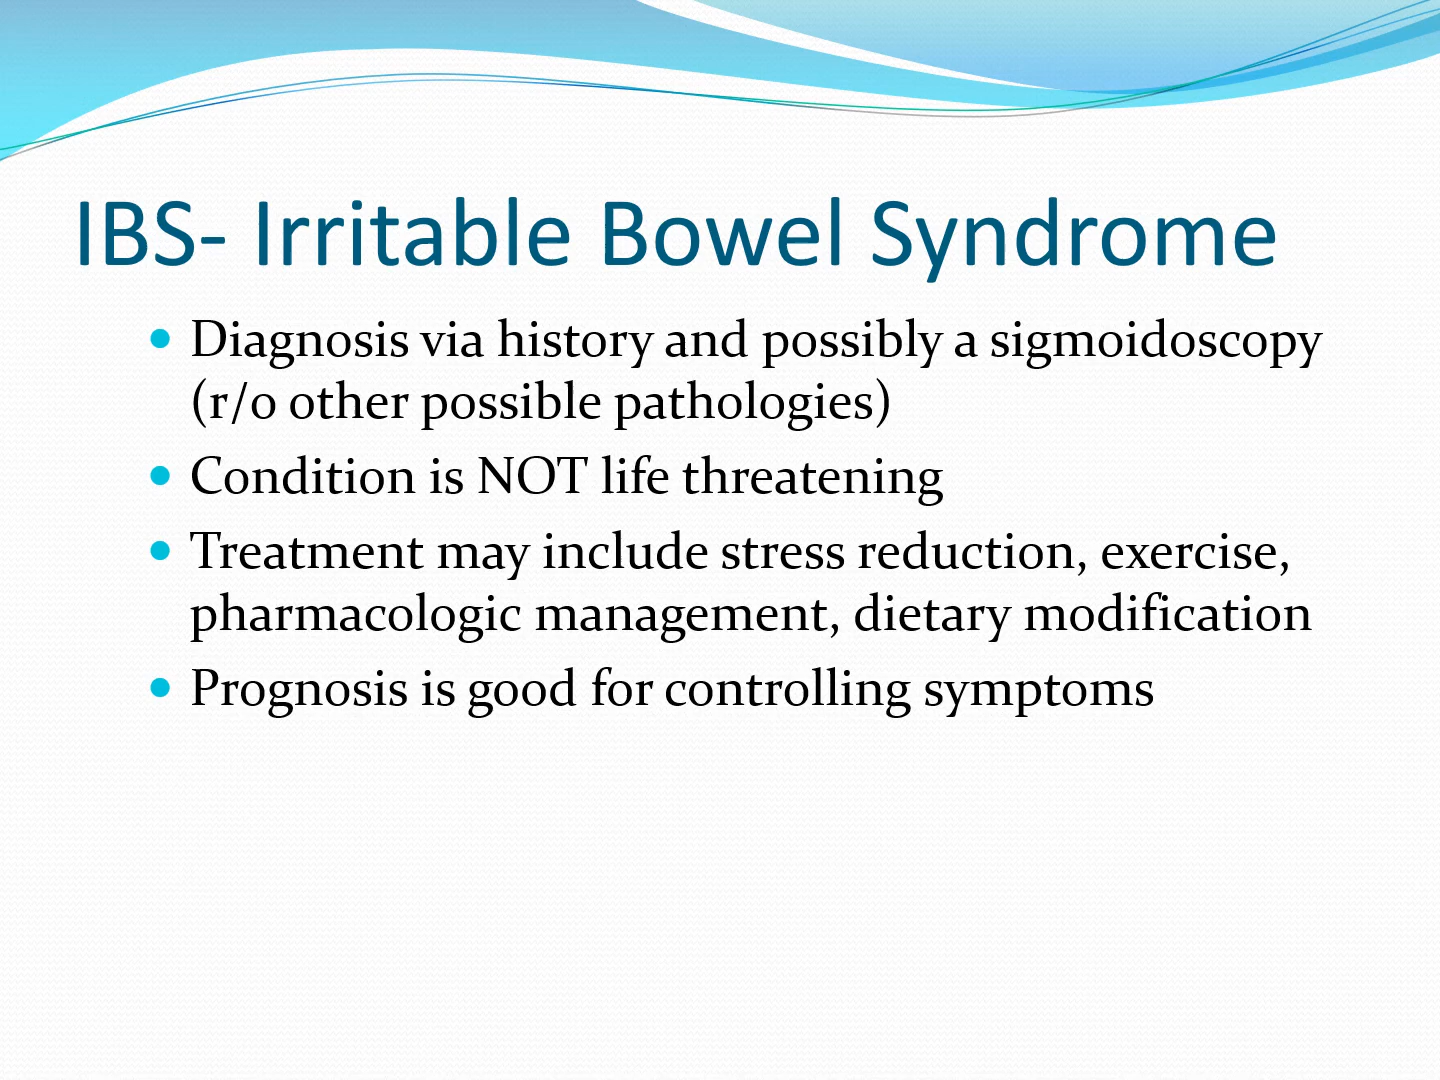 IBS- Irritable Bowel Syndrome
• Diagnosis via history and possibly a sigmoidoscopy
(r/o other possible pathologies)
• Condition is NOT life threatening
• Treatment may include stress reduction, exercise,
pharmacologic management, dietary modification
• Prognosis is good for controlling symptoms